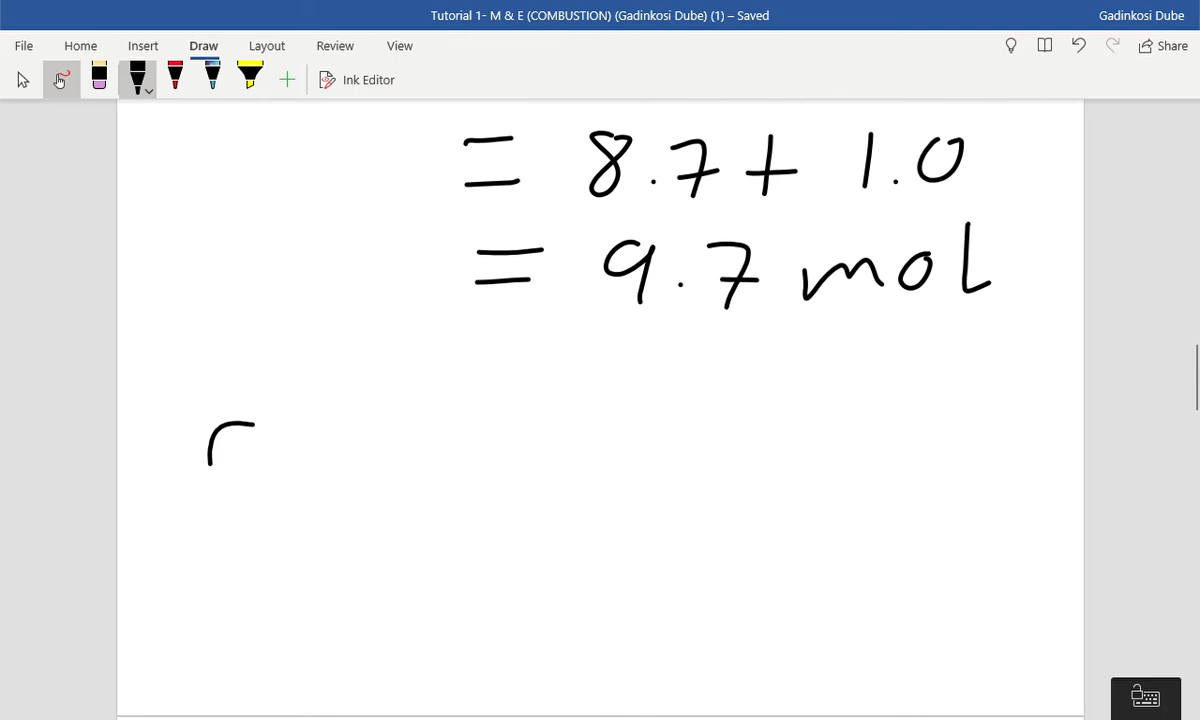 Tutorial 1- M & E (COMBUSTION) (Gadinkosi Dube) (1) – Saved Gadinkosi Dube
File Home Insert Draw Layout Review View Share
Ink Editor
= 8.7 + 1.0
= 9.7 mol